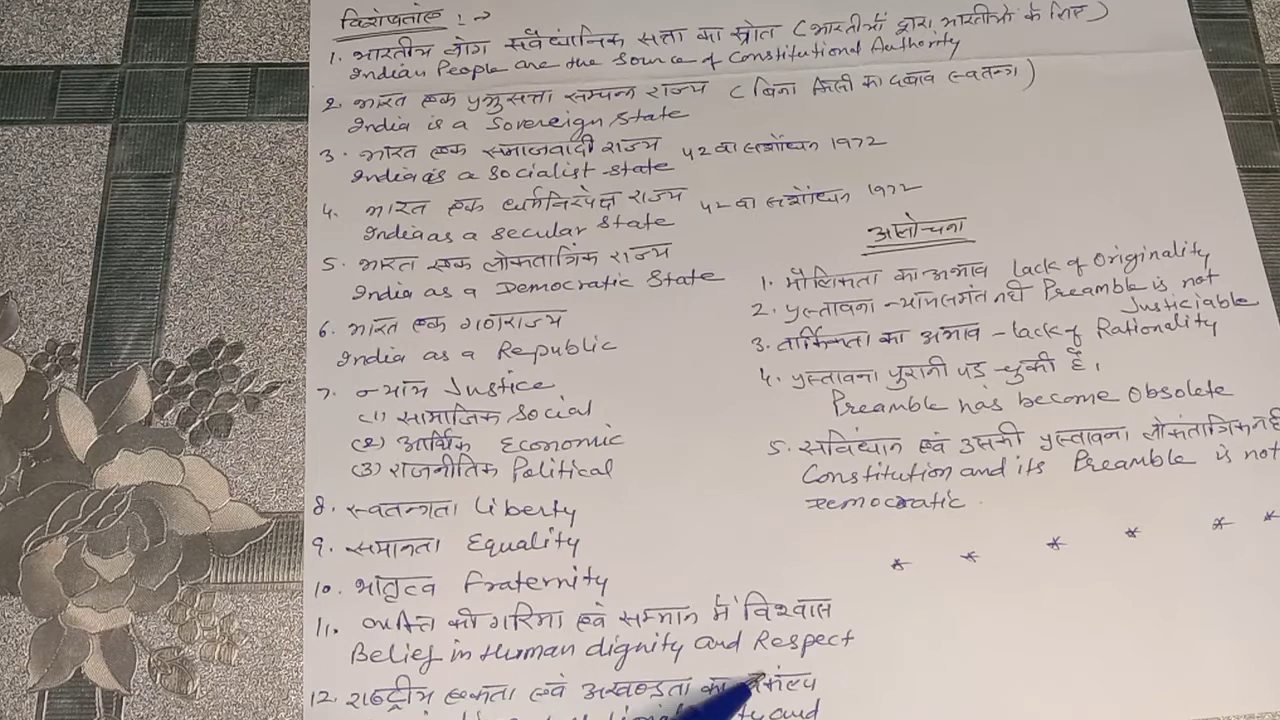 विशेषताएं :->
1. भारतीय लोग संवैधानिक सत्ता का स्रोत (भारतीयों द्वारा भारतीयों के लिए)
Indian People are the Source of Constitutional Authority
2. भारत एक प्रभुसत्ता सम्पन्न राज्य (बिना किसी का दबाव स्वतन्त्र)
India is a Sovereign State
3. भारत एक समाजवादी राज्य 42वा संशोधन 1972
India as a Socialist State
4. भारत एक धर्मनिरपेक्ष राज्य 42वा संशोधन 1972
India as a Secular State
5. भारत एक लोकतांत्रिक राज्य
India as a Democratic State
6. भारत एक गणराज्य
India as a Republic
7. न्याय Justice
(1) सामाजिक Social
(2) आर्थिक Economic
(3) राजनीतिक Political
8. स्वतन्त्रता Liberty
9. समानता Equality
10. भातृत्व Fraternity
11. व्यक्ति की गरिमा एवं सम्मान में विश्वास
Belief in Human dignity and Respect
12. राष्ट्रीय एकता एवं अखण्डता का
and
आलोचना
1. मौलिकता का अभाव Lack of Originality
2. प्रस्तावना न्यायसंगत नहीं Preamble is not
Justiciable
3. तार्किकता का अभाव - Lack of Rationality
4. प्रस्तावना पुरानी पड़ चुकी है।
Preamble has become Obsolete
5. संविधान एवं उसकी प्रस्तावना लोकतांत्रिक नहीं
Constitution and its Preamble is not
Democratic.
* * * * * *